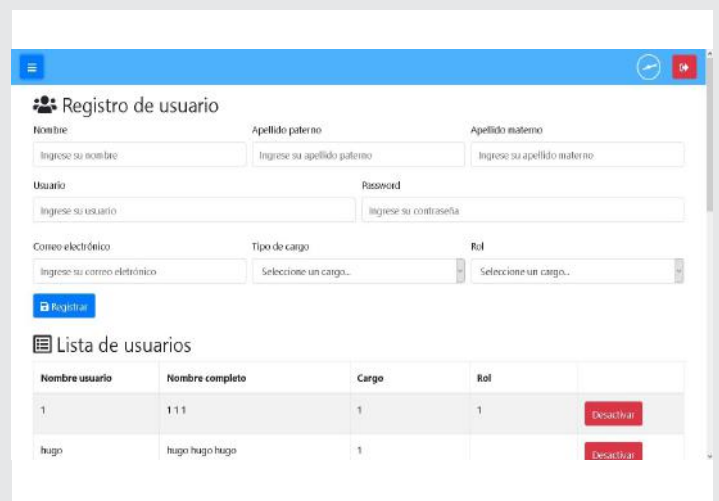 Registro de usuario
Nombre Apellido paterno Apellido materno
Ingrese su nombre Ingrese su apellido paterno Ingrese su apellido materno
Usuario Password
Ingrese su usuario Ingrese su contraseña
Correo electrónico Tipo de cargo Rol
Ingrese su correo eletrónico Seleccione un cargo... Seleccione un cargo...
Registrar
Lista de usuarios
Nombre usuario Nombre completo Cargo Rol
1 1 1 1 1 1 Desactivar
hugo hugo hugo hugo 1 Desactivar